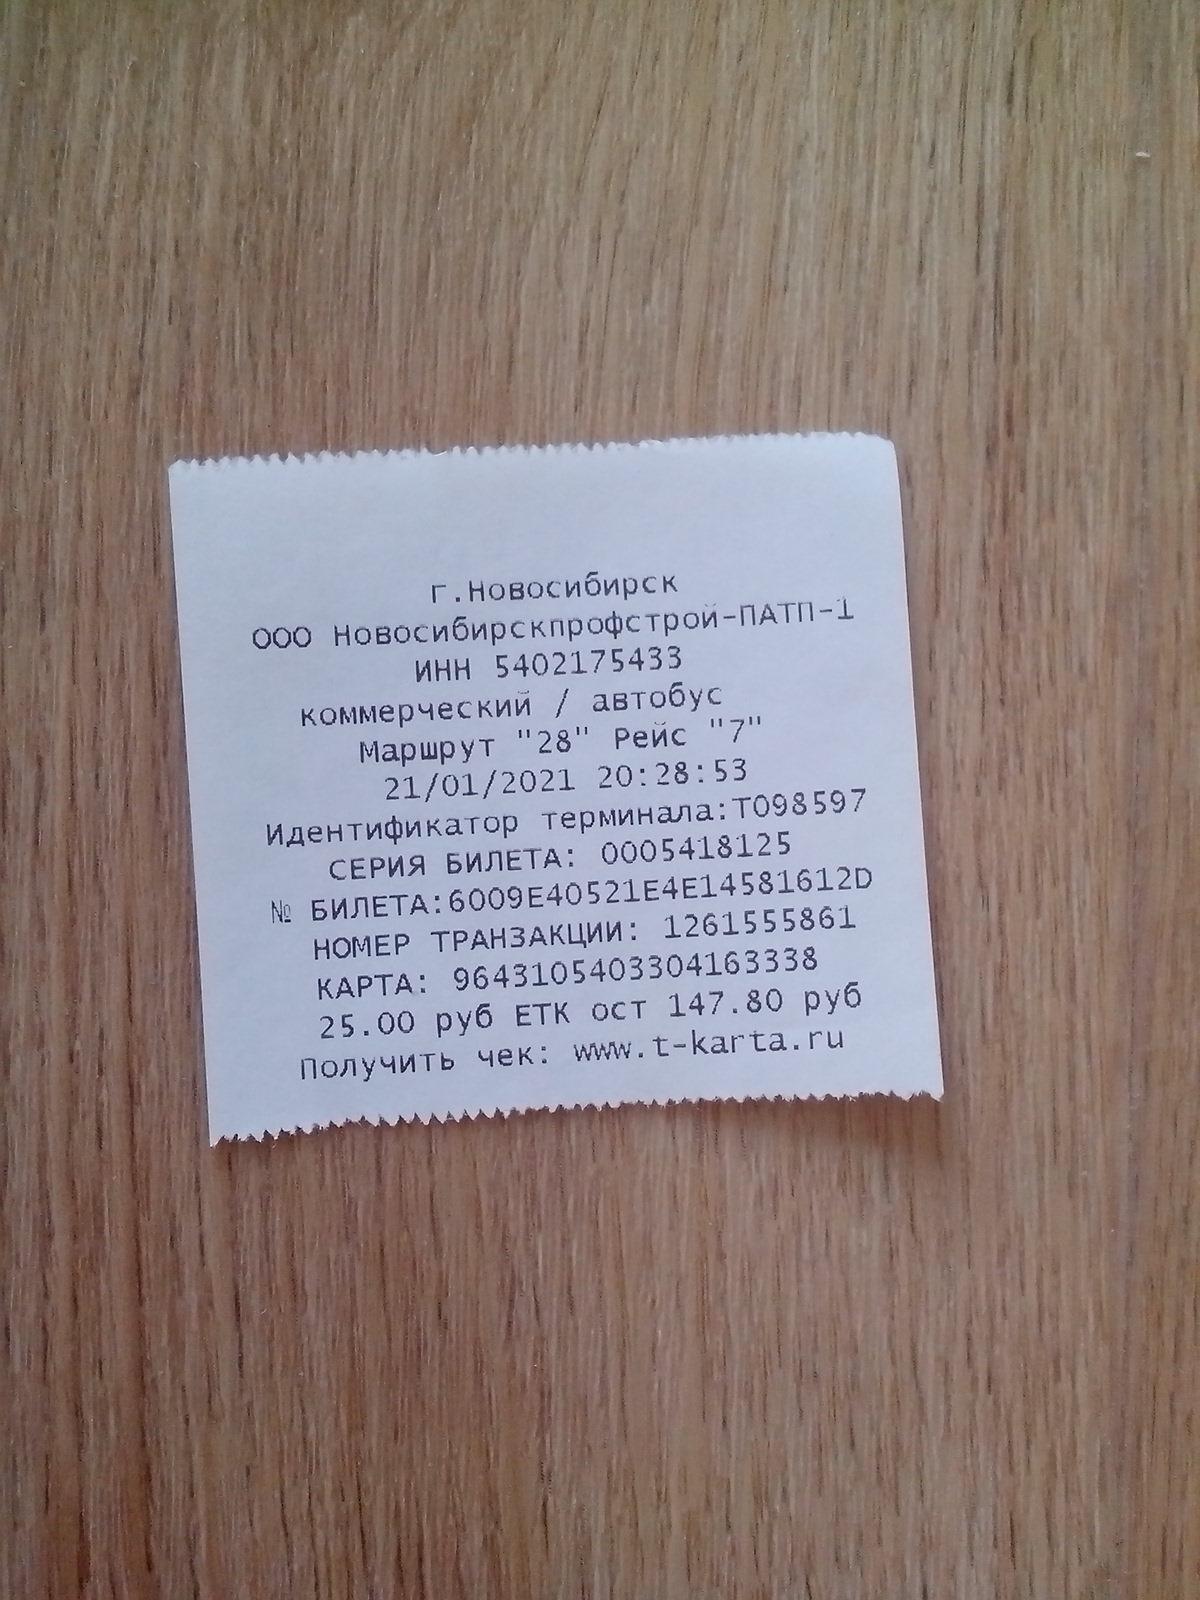 г.Новосибирск
ООО Новосибирскпрофстрой-ПАТП-1
ИНН 5402175433
коммерческий / автобус
Маршрут "28" Рейс "7"
21/01/2021 20:28:53
Идентификатор терминала:Т098597
СЕРИЯ БИЛЕТА: 0005418125
№ БИЛЕТА:6009E40521E4E14581612D
НОМЕР ТРАНЗАКЦИИ: 1261555861
КАРТА: 9643105403304163338
25.00 руб ЕТК ост 147.80 руб
Получить чек: www.t-karta.ru